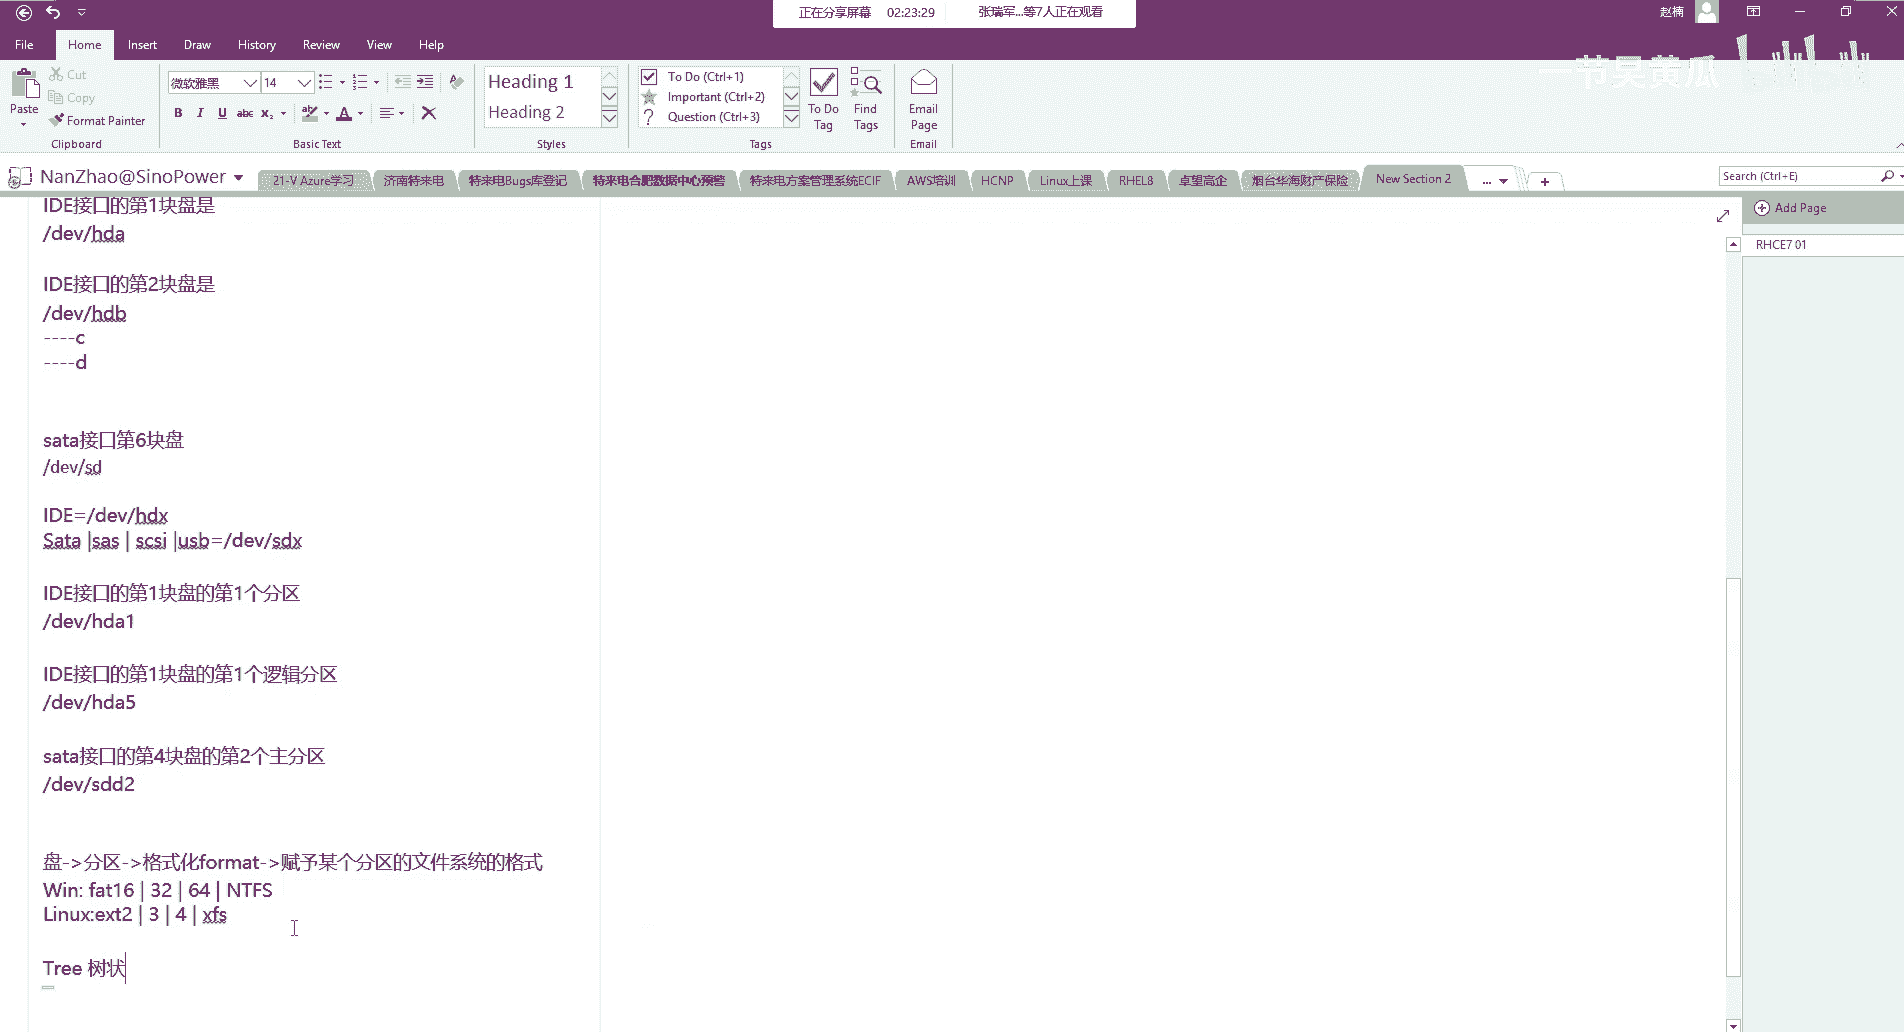 正在分享屏幕 02:23:29 张瑞军...等7人正在观看
赵楠
File Home Insert Draw History Review View Help
节昊黄瓜
Cut
Copy
Format Painter
Paste
Clipboard
微软雅黑 14
B I U abc x₂ A
Basic Text
Heading 1
Heading 2
Styles
To Do (Ctrl+1)
Important (Ctrl+2)
Question (Ctrl+3)
Tags
To Do Tag
Find Tags
Email Page
Email
NanZhao@SinoPower
21-V Azure学习 济南特来电 特来电Bugs库登记 特来电合肥数据中心预警 特来电方案管理系统ECIF AWS培训 HCNP Linux上课 RHEL8 卓望高企 烟台华海财产保险 New Section 2 ... +
Search (Ctrl+E)
Add Page
RHCE7 01
IDE接口的第1块盘是
/dev/hda
IDE接口的第2块盘是
/dev/hdb
----c
----d
sata接口第6块盘
/dev/sd
IDE=/dev/hdx
Sata |sas | scsi |usb=/dev/sdx
IDE接口的第1块盘的第1个分区
/dev/hda1
IDE接口的第1块盘的第1个逻辑分区
/dev/hda5
sata接口的第4块盘的第2个主分区
/dev/sdd2
盘->分区->格式化format->赋予某个分区的文件系统的格式
Win: fat16 | 32 | 64 | NTFS
Linux:ext2 | 3 | 4 | xfs
Tree 树状